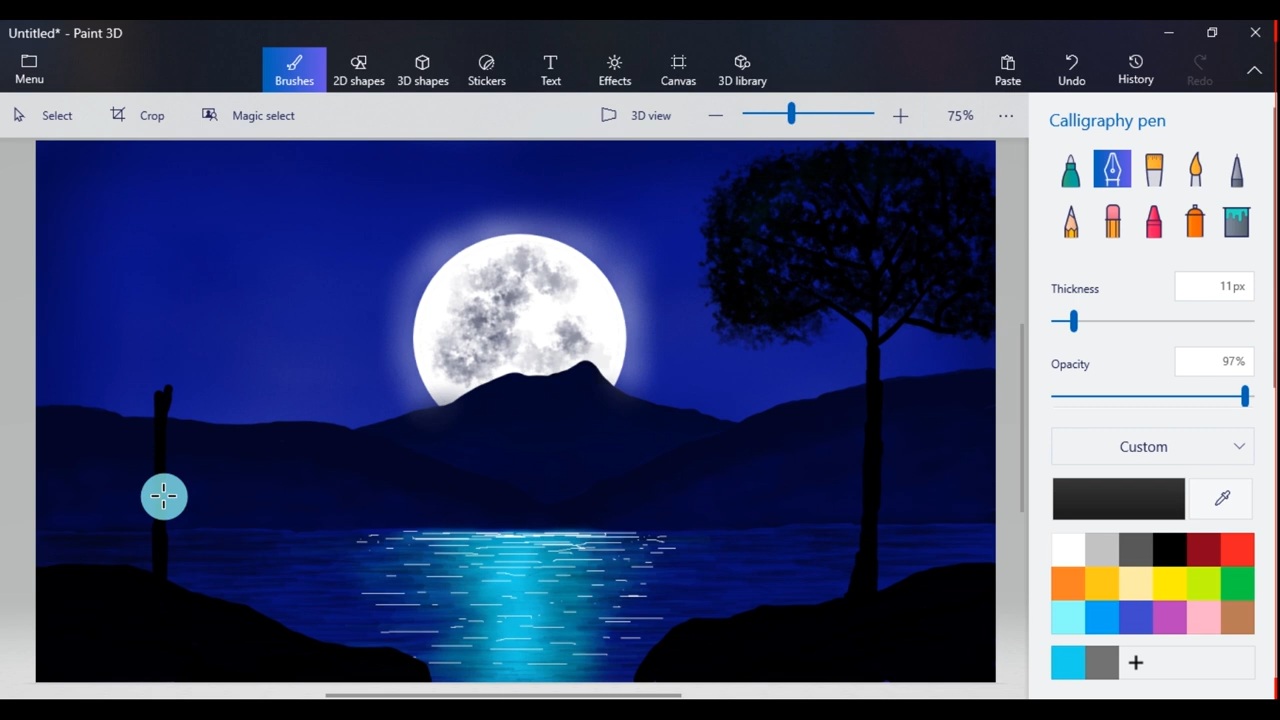 Untitled* - Paint 3D
Menu
Brushes
2D shapes
3D shapes
Stickers
Text
Effects
Canvas
3D library
Paste
Undo
History
Redo
Select
Crop
Magic select
3D view
75%
Calligraphy pen
Thickness
11px
Opacity
97%
Custom